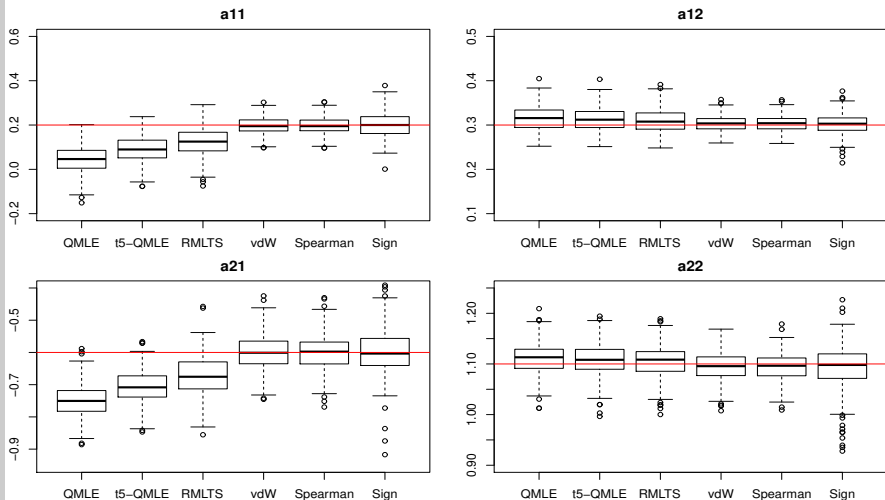 a11
0.6
0.4
0.2
0.0
−0.2
QMLE t5−QMLE RMLTS vdW Spearman Sign
a12
0.5
0.4
0.3
0.2
0.1
QMLE t5−QMLE RMLTS vdW Spearman Sign
a21
−0.5
−0.7
−0.9
QMLE t5−QMLE RMLTS vdW Spearman Sign
a22
1.20
1.10
1.00
0.90
QMLE t5−QMLE RMLTS vdW Spearman Sign